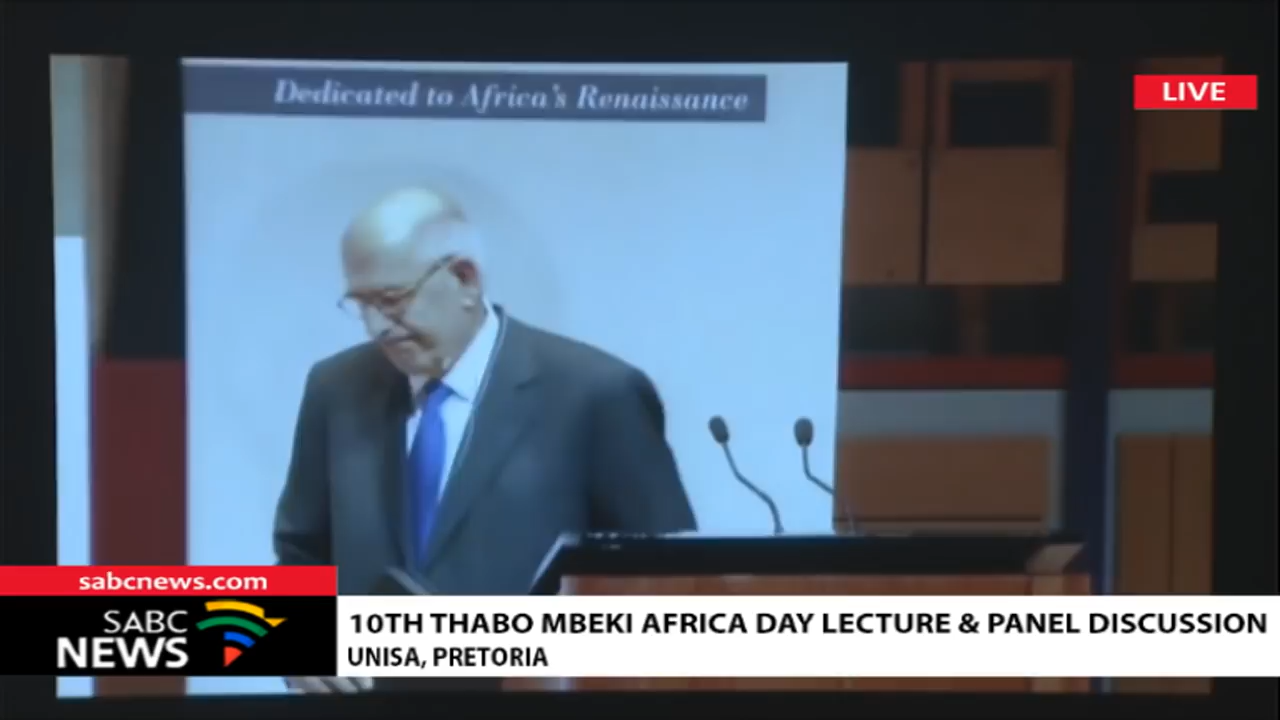 Dedicated to Africa's Renaissance
LIVE
sabcnews.com
SABC
NEWS
10TH THABO MBEKI AFRICA DAY LECTURE & PANEL DISCUSSION
UNISA, PRETORIA